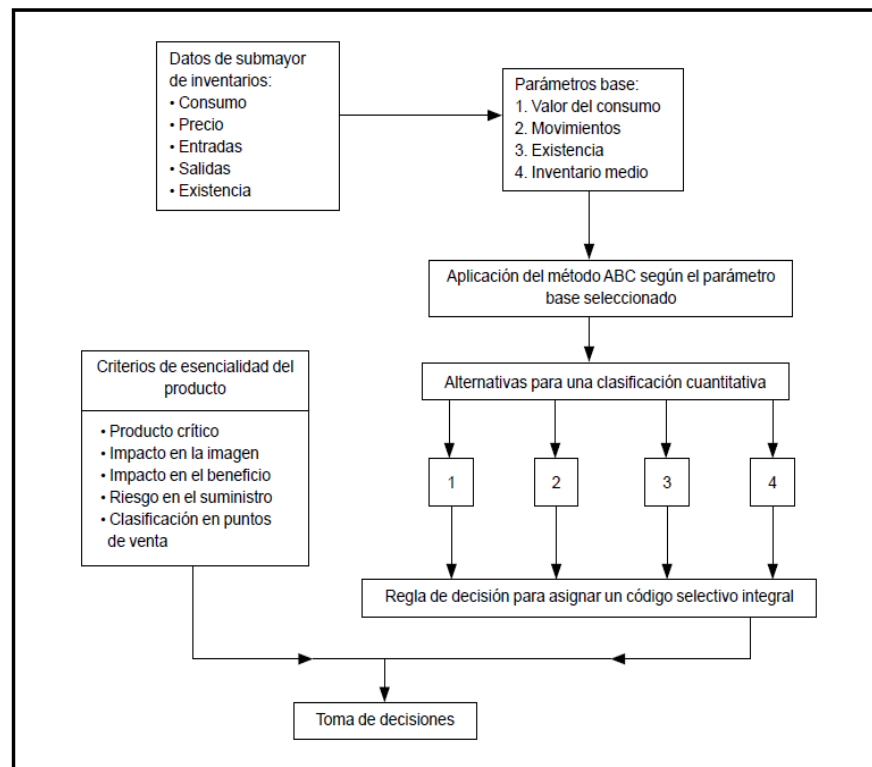 Datos de submayor
de inventarios:
• Consumo
• Precio
• Entradas
• Salidas
• Existencia
Parámetros base:
1. Valor del consumo
2. Movimientos
3. Existencia
4. Inventario medio
Aplicación del método ABC según el parámetro
base seleccionado
Criterios de esencialidad del
producto
• Producto crítico
• Impacto en la imagen
• Impacto en el beneficio
• Riesgo en el suministro
• Clasificación en puntos
de venta
Alternativas para una clasificación cuantitativa
1
2
3
4
Regla de decisión para asignar un código selectivo integral
Toma de decisiones